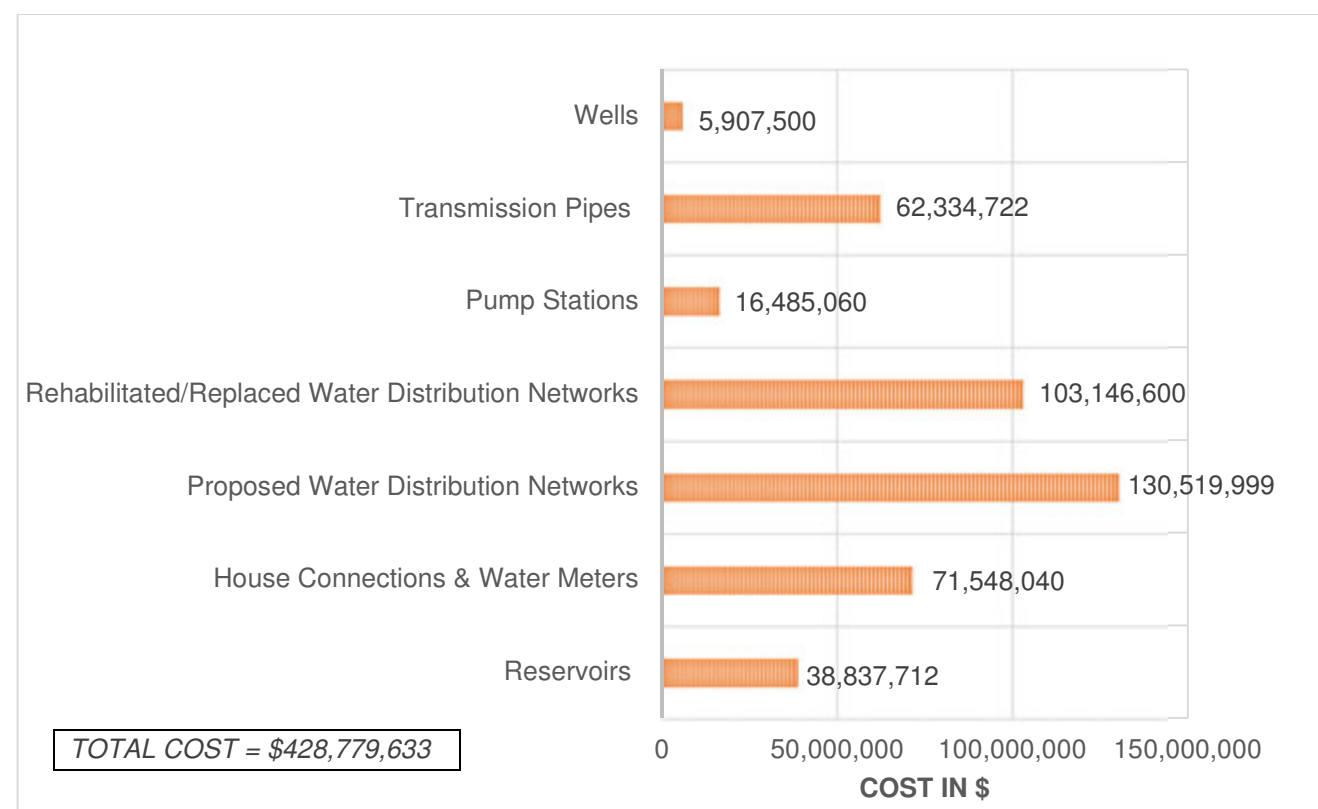 Wells 5,907,500
Transmission Pipes 62,334,722
Pump Stations 16,485,060
Rehabilitated/Replaced Water Distribution Networks 103,146,600
Proposed Water Distribution Networks 130,519,999
House Connections & Water Meters 71,548,040
Reservoirs 38,837,712
TOTAL COST = $428,779,633
0 50,000,000 100,000,000 150,000,000
COST IN $